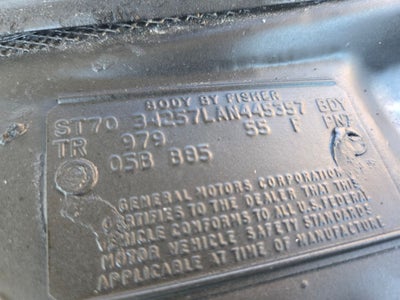 BODY BY FISHER
ST70 34257LAN445357 BDY
TR 979 55 F PNT
05B 885
GENERAL MOTORS CORPORATION
CERTIFIES TO THE DEALER THAT THIS
VEHICLE CONFORMS TO ALL U.S. FEDERAL
MOTOR VEHICLE SAFETY STANDARDS
APPLICABLE AT TIME OF MANUFACTURE